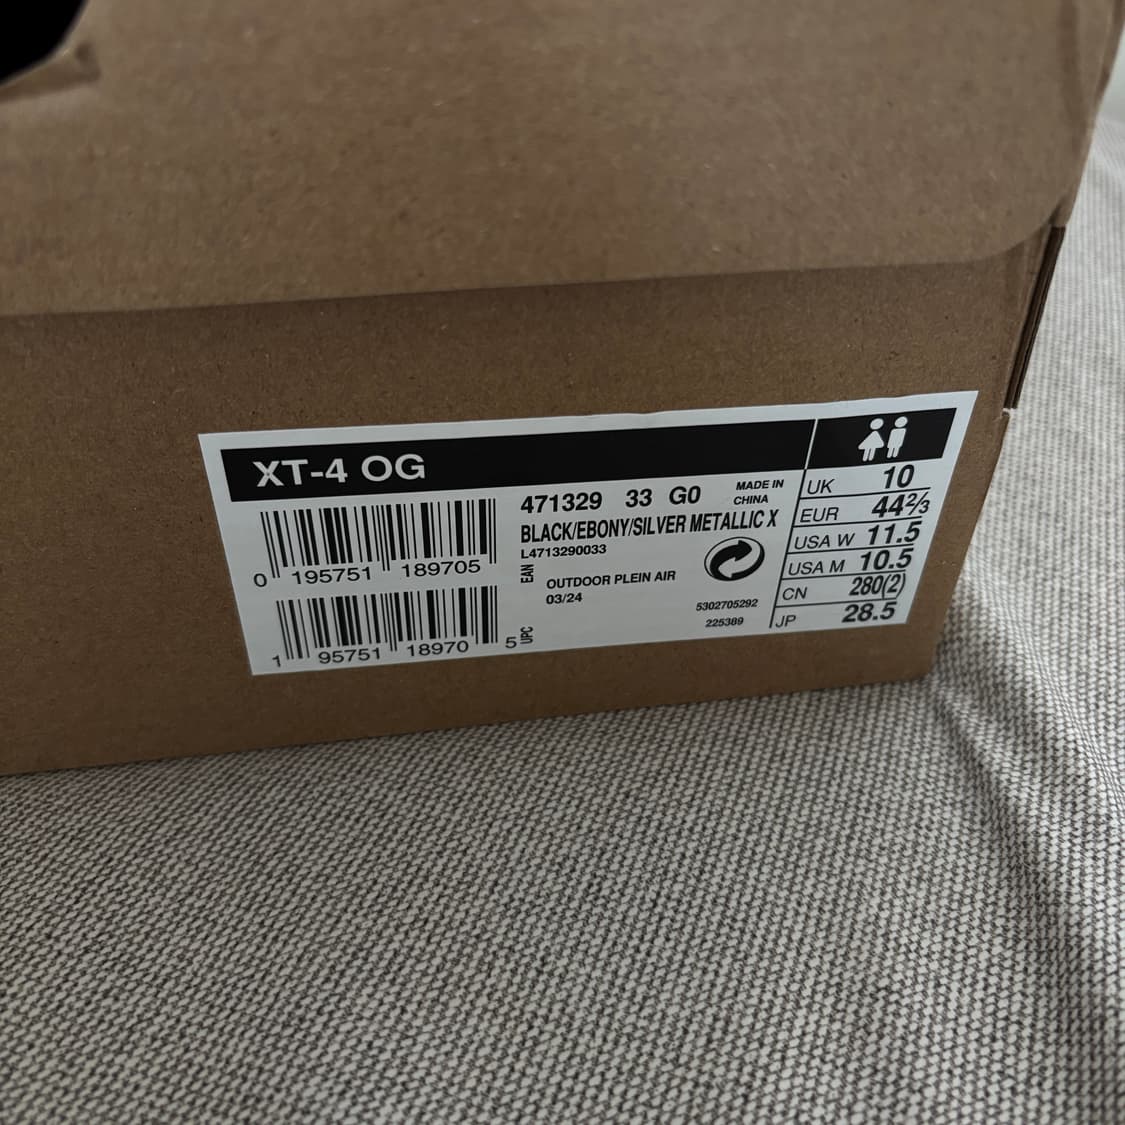 XT-4 OG
0 195751 189705
1 95751 18970 5
EAN
UPC
471329 33 G0
MADE IN
CHINA
BLACK/EBONY/SILVER METALLIC X
L4713290033
OUTDOOR PLEIN AIR
03/24
5302705292
225389
UK 10
EUR 44 2/3
USA W 11.5
USA M 10.5
CN 280(2)
JP 28.5